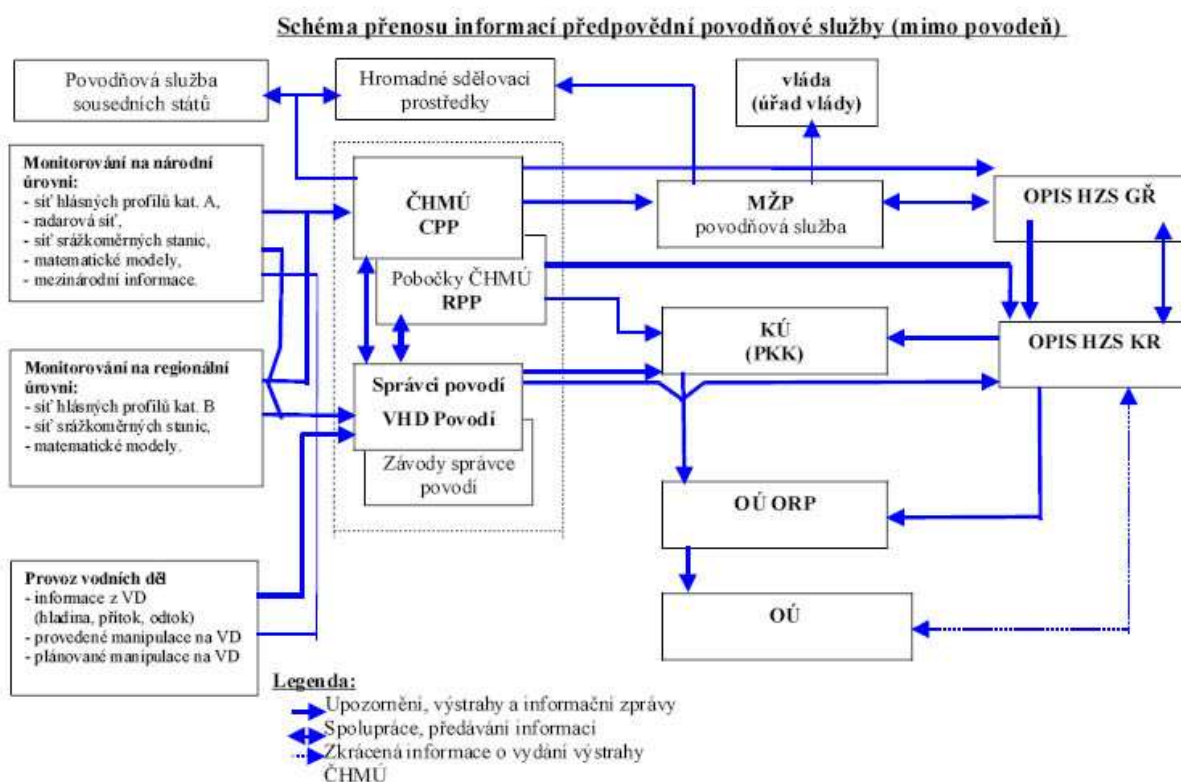 Schéma přenosu informací předpovědní povodňové služby (mimo povodeň)
Povodňová služba
sousedních států
Hromadné sdělovací
prostředky
vláda
(úřad vlády)
Monitorování na národní
úrovni:
- síť hlásných profilů kat. A,
- radarová síť,
- síť srážkoměrných stanic,
- matematické modely,
- mezinárodní informace.
ČHMÚ
CPP
MŽP
povodňová služba
OPIS HZS GŘ
Pobočky ČHMÚ
RPP
KÚ
(PKK)
OPIS HZS KR
Monitorování na regionální
úrovni:
- síť hlásných profilů kat. B
- síť srážkoměrných stanic,
- matematické modely.
Správci povodí
VHD Povodí
Závody správce
povodí
OÚ ORP
Provoz vodních děl
- informace z VD
(hladina, přítok, odtok)
- provedené manipulace na VD
- plánované manipulace na VD
OÚ
Legenda:
Upozornění, výstrahy a informační zprávy
Spolupráce, předávání informací
Zkrácená informace o vydání výstrahy
ČHMÚ